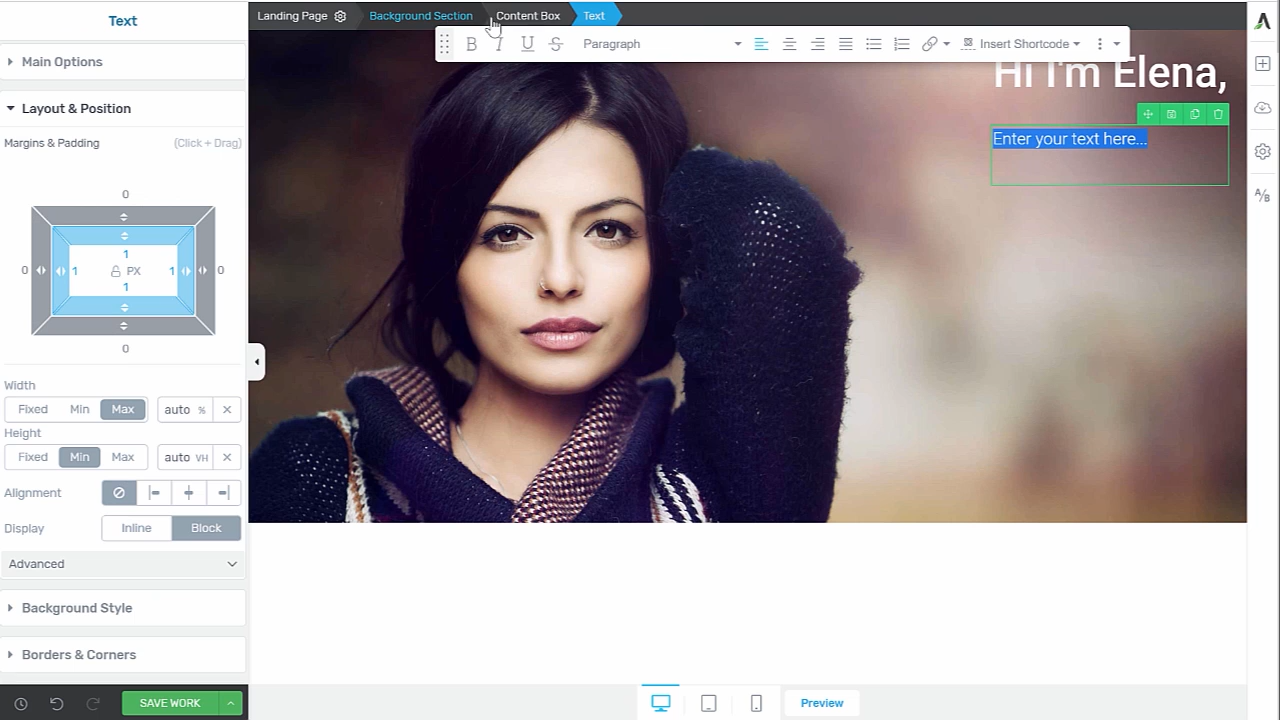 Text
Landing Page
Background Section
Content Box
Text
B I U S
Paragraph
Insert Shortcode
Main Options
Layout & Position
Margins & Padding
(Click + Drag)
0
1
0
1
PX
1
0
1
0
Width
Fixed
Min
Max
auto %
Height
Fixed
Min
Max
auto VH
Alignment
Display
Inline
Block
Advanced
Background Style
Borders & Corners
SAVE WORK
Hi I'm Elena,
Enter your text here...
A/B
Preview